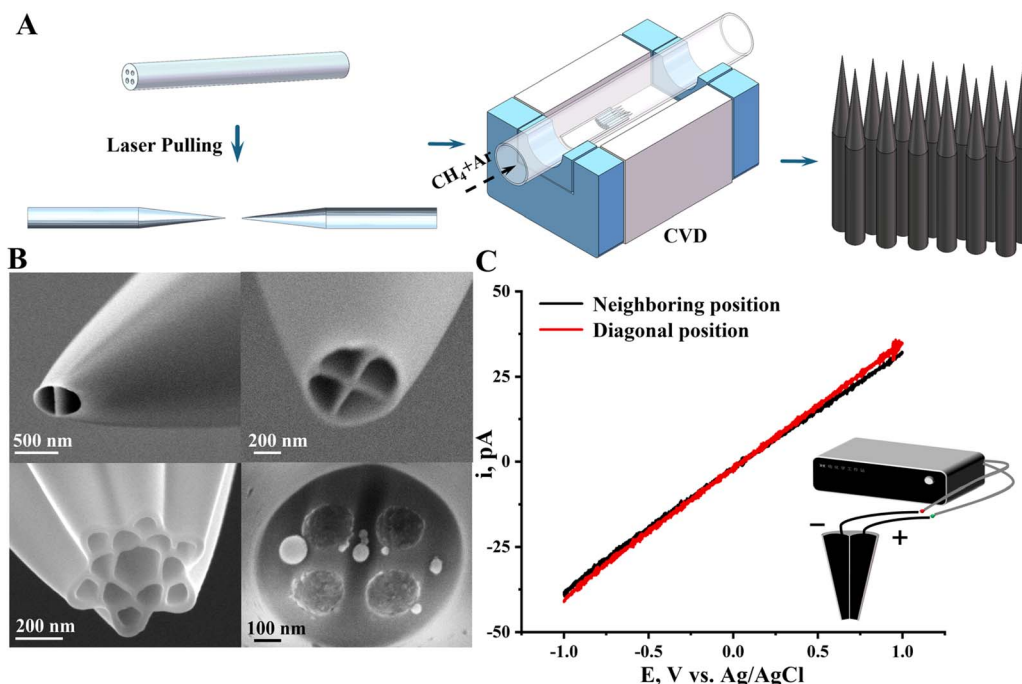 A
Laser Pulling
CH₄+Ar
CVD
B
500 nm
200 nm
200 nm
100 nm
C
Neighboring position
Diagonal position
50
25
0
-25
-50
i, pA
-1.0 -0.5 0.0 0.5 1.0
E, V vs. Ag/AgCl
−
+